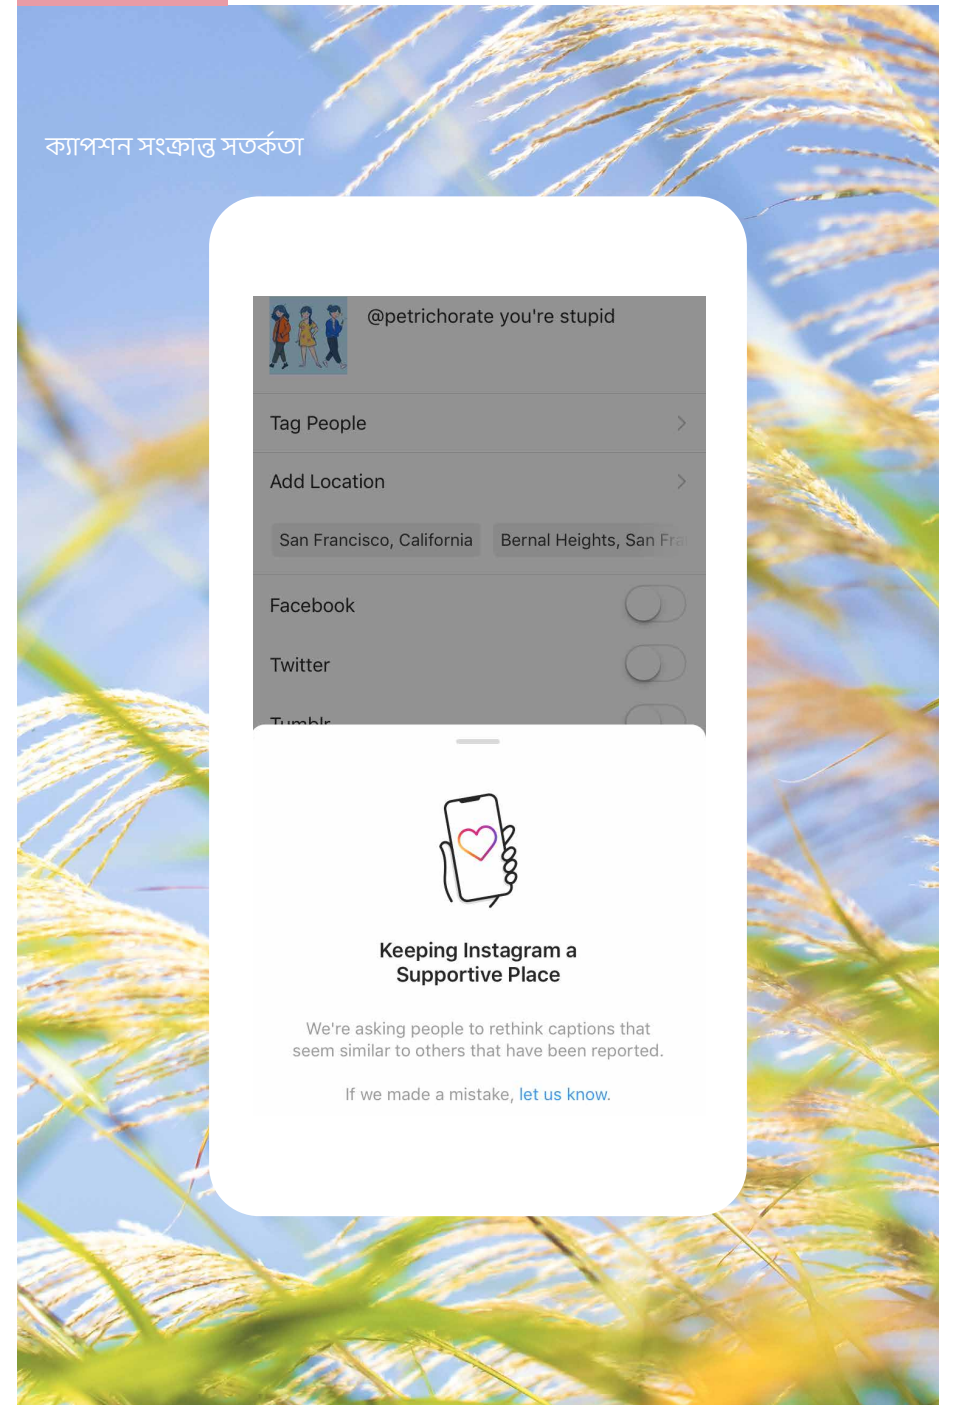 ক্যাপশন সংক্রান্ত সতর্কতা
@petrichorate you're stupid
Tag People
Add Location
San Francisco, California
Bernal Heights, San Fra
Facebook
Twitter
Tumblr
Keeping Instagram a
Supportive Place
We're asking people to rethink captions that
seem similar to others that have been reported.
If we made a mistake, let us know.